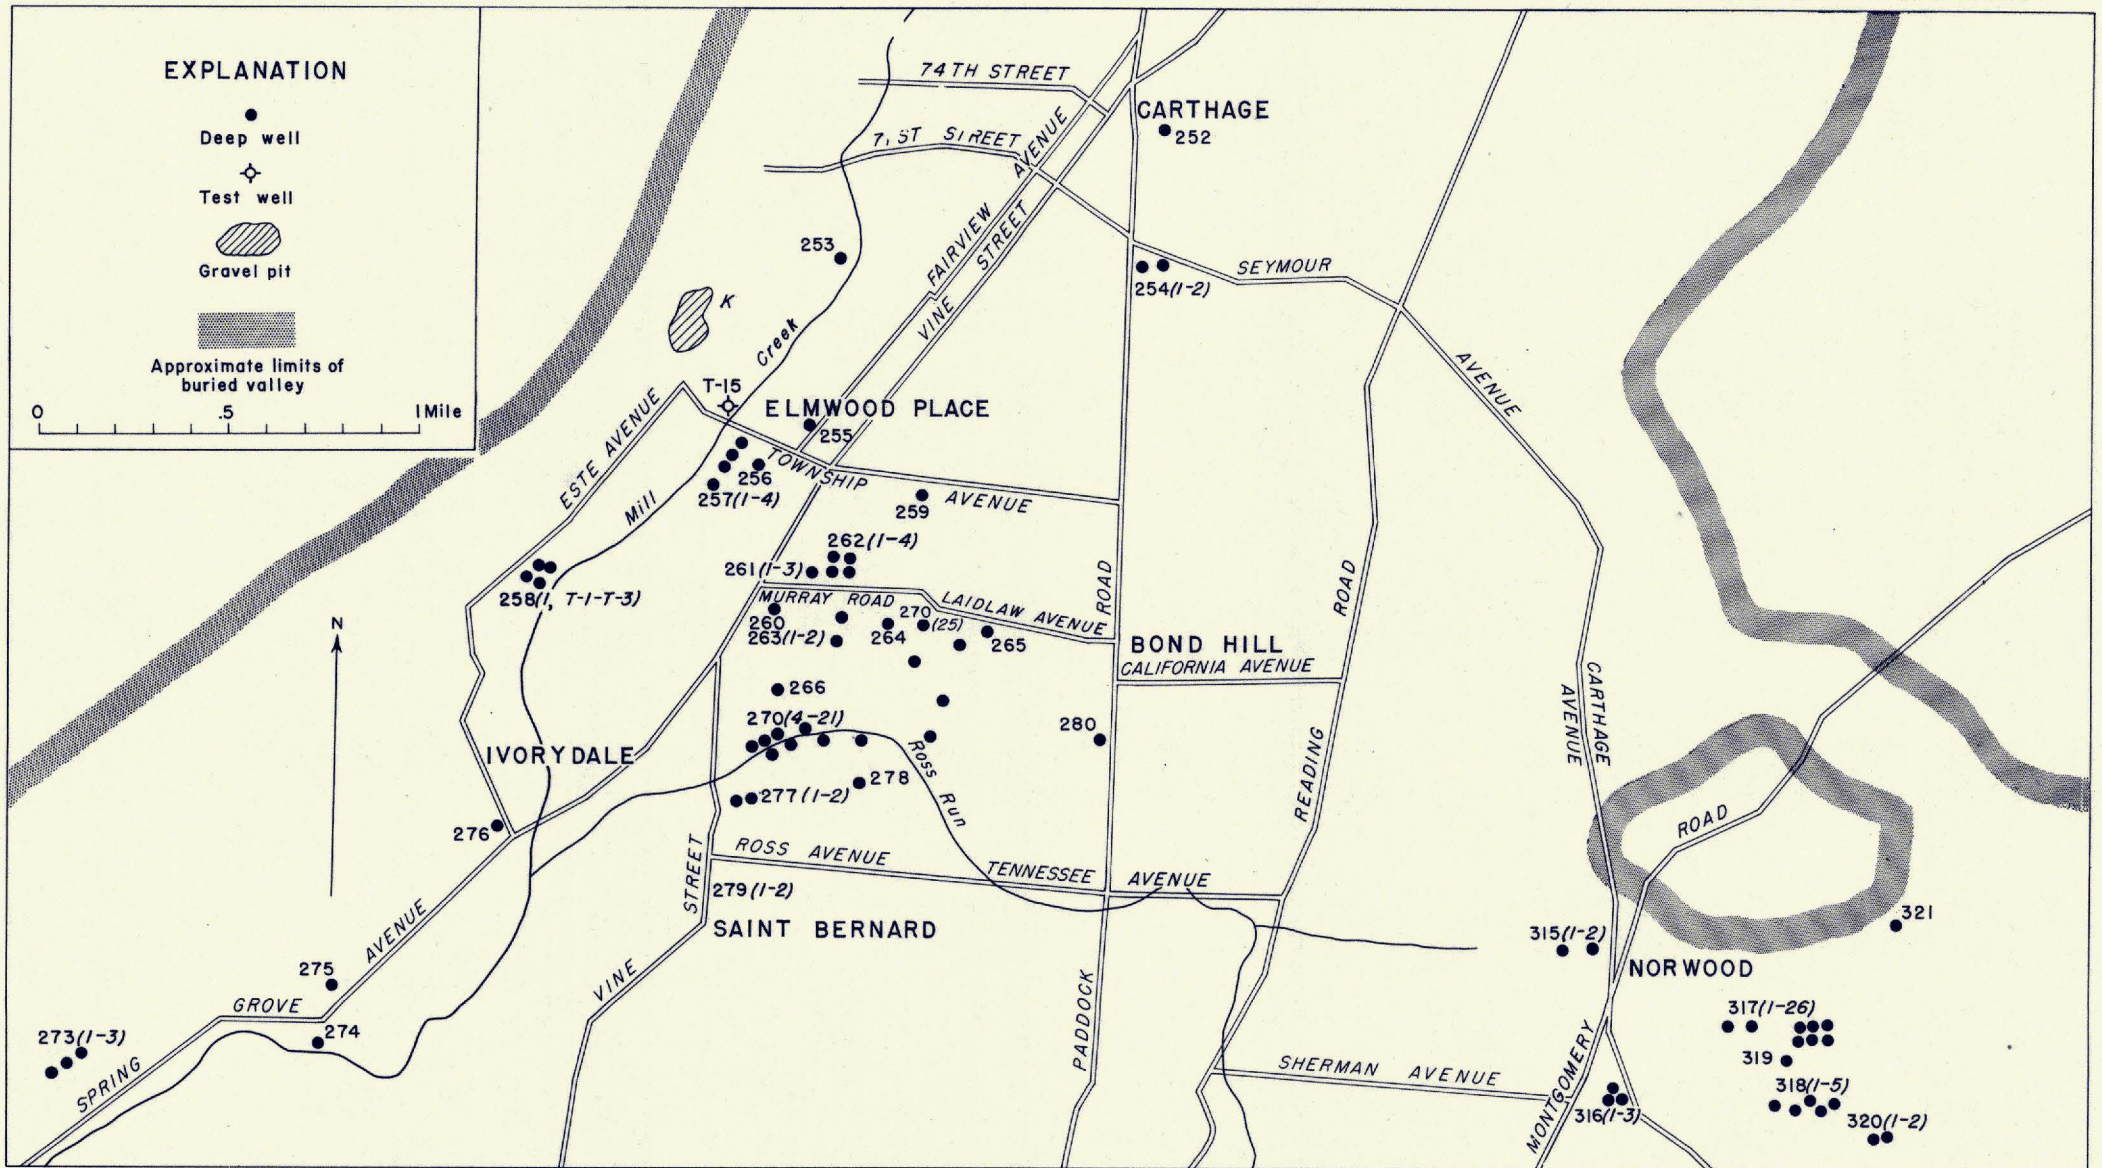 EXPLANATION
Deep well
Test well
Gravel pit
Approximate limits of
buried valley
0 .5 1 Mile
74TH STREET
CARTHAGE
252
71ST STREET
FAIRVIEW AVENUE
VINE STREET
253
254(1-2)
SEYMOUR AVENUE
K
Mill Creek
T-15
ELMWOOD PLACE
255
ESTE AVENUE
256
TOWNSHIP AVENUE
257(1-4)
259
262(1-4)
261(1-3)
258(1, T-1-T-3)
MURRAY ROAD
LAIDLAW AVENUE
ROAD
ROAD
N
260
270
(25)
263(1-2)
264
265
BOND HILL
CALIFORNIA AVENUE
CARTHAGE
AVENUE
266
270(4-21)
280
IVORYDALE
Ross Run
READING
277(1-2)
278
276
ROAD
STREET
ROSS AVENUE
TENNESSEE AVENUE
279(1-2)
SAINT BERNARD
321
315(1-2)
NORWOOD
AVENUE
275
VINE
GROVE
PADDOCK
274
273(1-3)
SPRING
317(1-26)
319
SHERMAN AVENUE
MONTGOMERY
318(1-5)
316(1-3)
320(1-2)